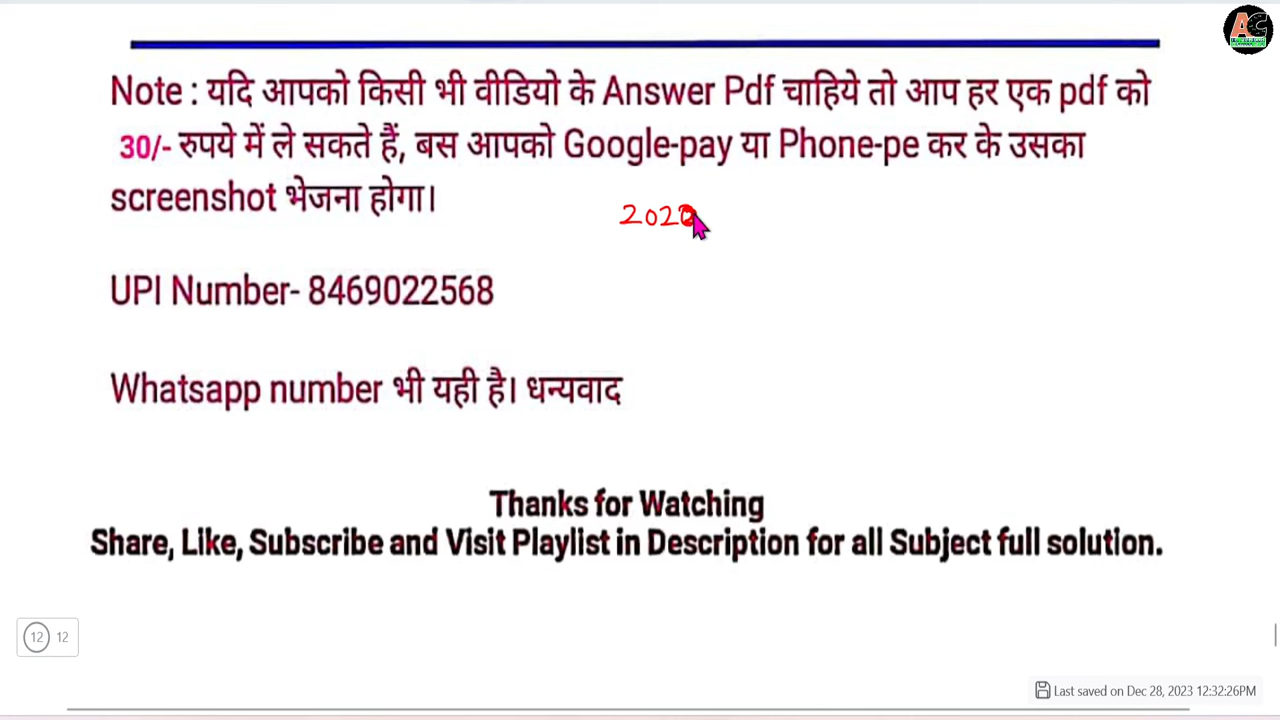 AC
Note : यदि आपको किसी भी वीडियो के Answer Pdf चाहिये तो आप हर एक pdf को
30/- रुपये में ले सकते हैं, बस आपको Google-pay या Phone-pe कर के उसका
screenshot भेजना होगा।
202
UPI Number- 8469022568
Whatsapp number भी यही है। धन्यवाद
Thanks for Watching
Share, Like, Subscribe and Visit Playlist in Description for all Subject full solution.
12 12
Last saved on Dec 28, 2023 12:32:26PM